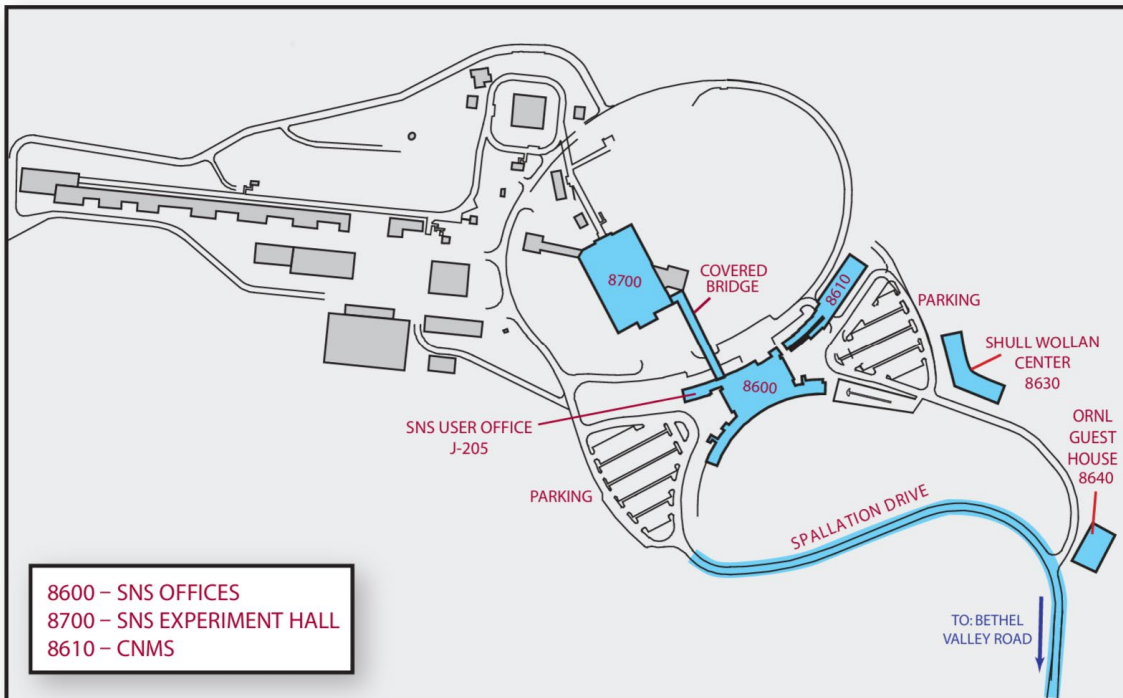 8700
COVERED
BRIDGE
8610
PARKING
SHULL WOLLAN
CENTER
8630
8600
SNS USER OFFICE
J-205
ORNL
GUEST
HOUSE
8640
PARKING
SPALLATION DRIVE
8600 – SNS OFFICES
8700 – SNS EXPERIMENT HALL
8610 – CNMS
TO: BETHEL
VALLEY ROAD